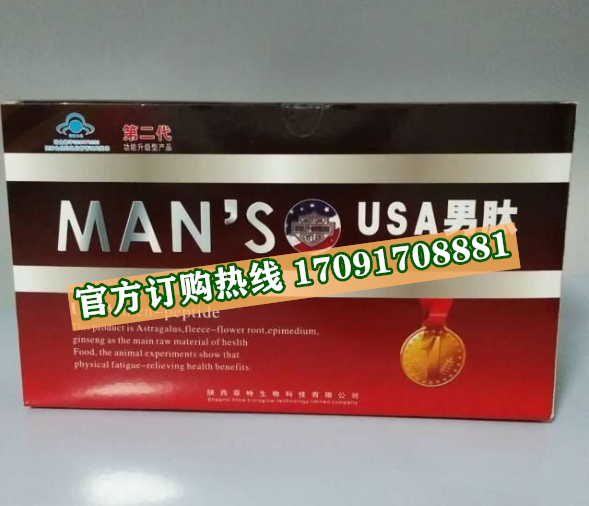 第二代
功能升级型产品
MAN'S USA男肽
官方订购热线 17091708881
-peptide
This product is Astragalus,fleece-flower root,epimedium,
ginseng as the main raw material of heslth
Food, the animal experiments show that
physical fatigue-relieving health benefits.
陕西森特生物科技有限公司